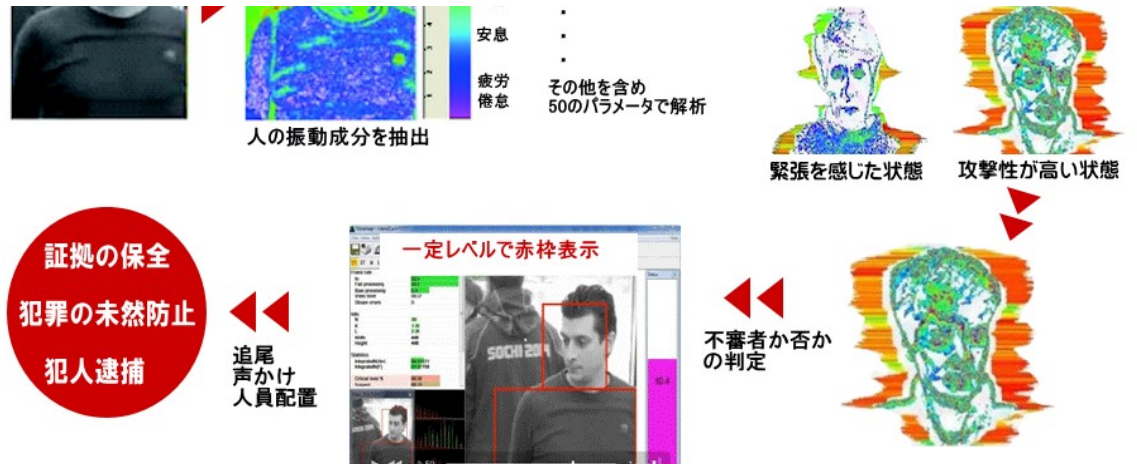 安息
疲労
倦怠
人の振動成分を抽出
その他を含め
50のパラメータで解析
緊張を感じた状態
攻撃性が高い状態
証拠の保全
犯罪の未然防止
犯人逮捕
追尾
声かけ
人員配置
一定レベルで赤枠表示
SOCHI 2014
不審者か否か
の判定